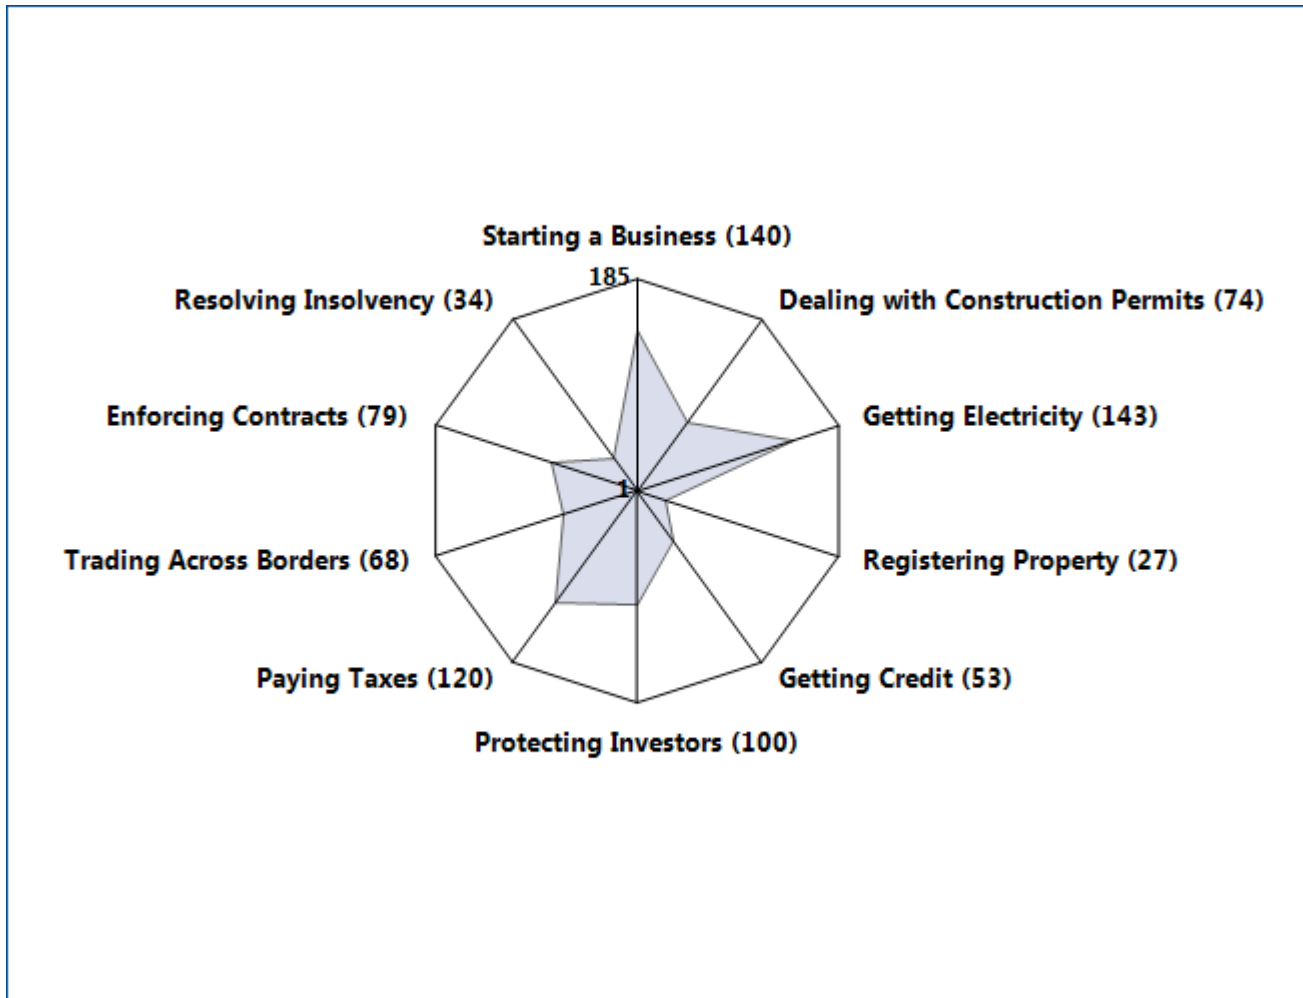 Starting a Business (140)
185
Resolving Insolvency (34)
Dealing with Construction Permits (74)
Enforcing Contracts (79)
Getting Electricity (143)
1
Trading Across Borders (68)
Registering Property (27)
Paying Taxes (120)
Getting Credit (53)
Protecting Investors (100)